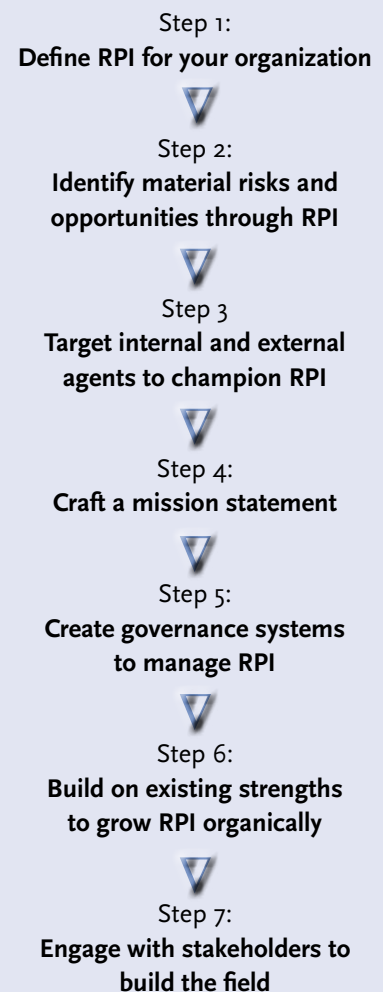 Step 1:
Define RPI for your organization
Step 2:
Identify material risks and
opportunities through RPI
Step 3
Target internal and external
agents to champion RPI
Step 4:
Craft a mission statement
Step 5:
Create governance systems
to manage RPI
Step 6:
Build on existing strengths
to grow RPI organically
Step 7:
Engage with stakeholders to
build the field